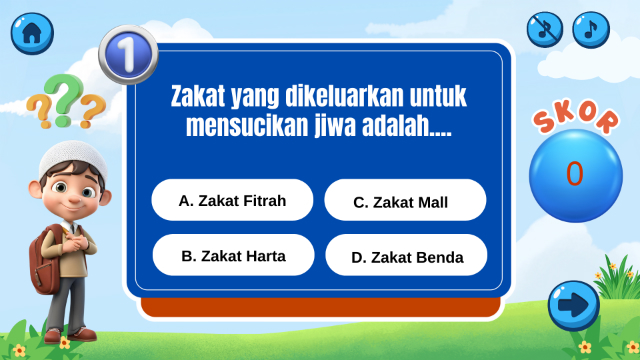 1
Zakat yang dikeluarkan untuk
mensucikan jiwa adalah....
A. Zakat Fitrah
C. Zakat Mall
B. Zakat Harta
D. Zakat Benda
???
SKOR
0